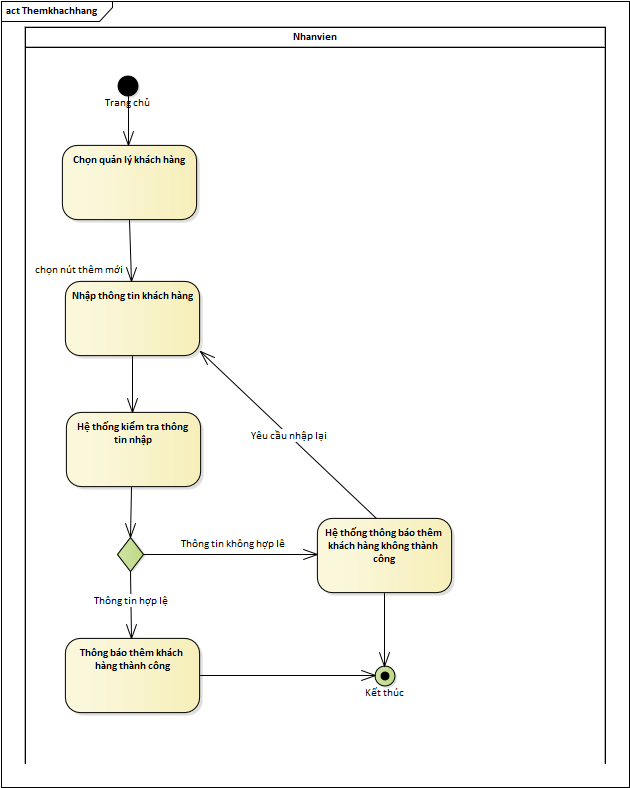 act Themkhachhang
Nhanvien
Trang chủ
Chọn quản lý khách hàng
chọn nút thêm mới
Nhập thông tin khách hàng
Hệ thống kiểm tra thông
tin nhập
Yêu cầu nhập lại
Thông tin không hợp lê
Hệ thống thông báo thêm
khách hàng không thành
công
Thông tin hợp lệ
Thông báo thêm khách
hàng thành công
Kết thúc